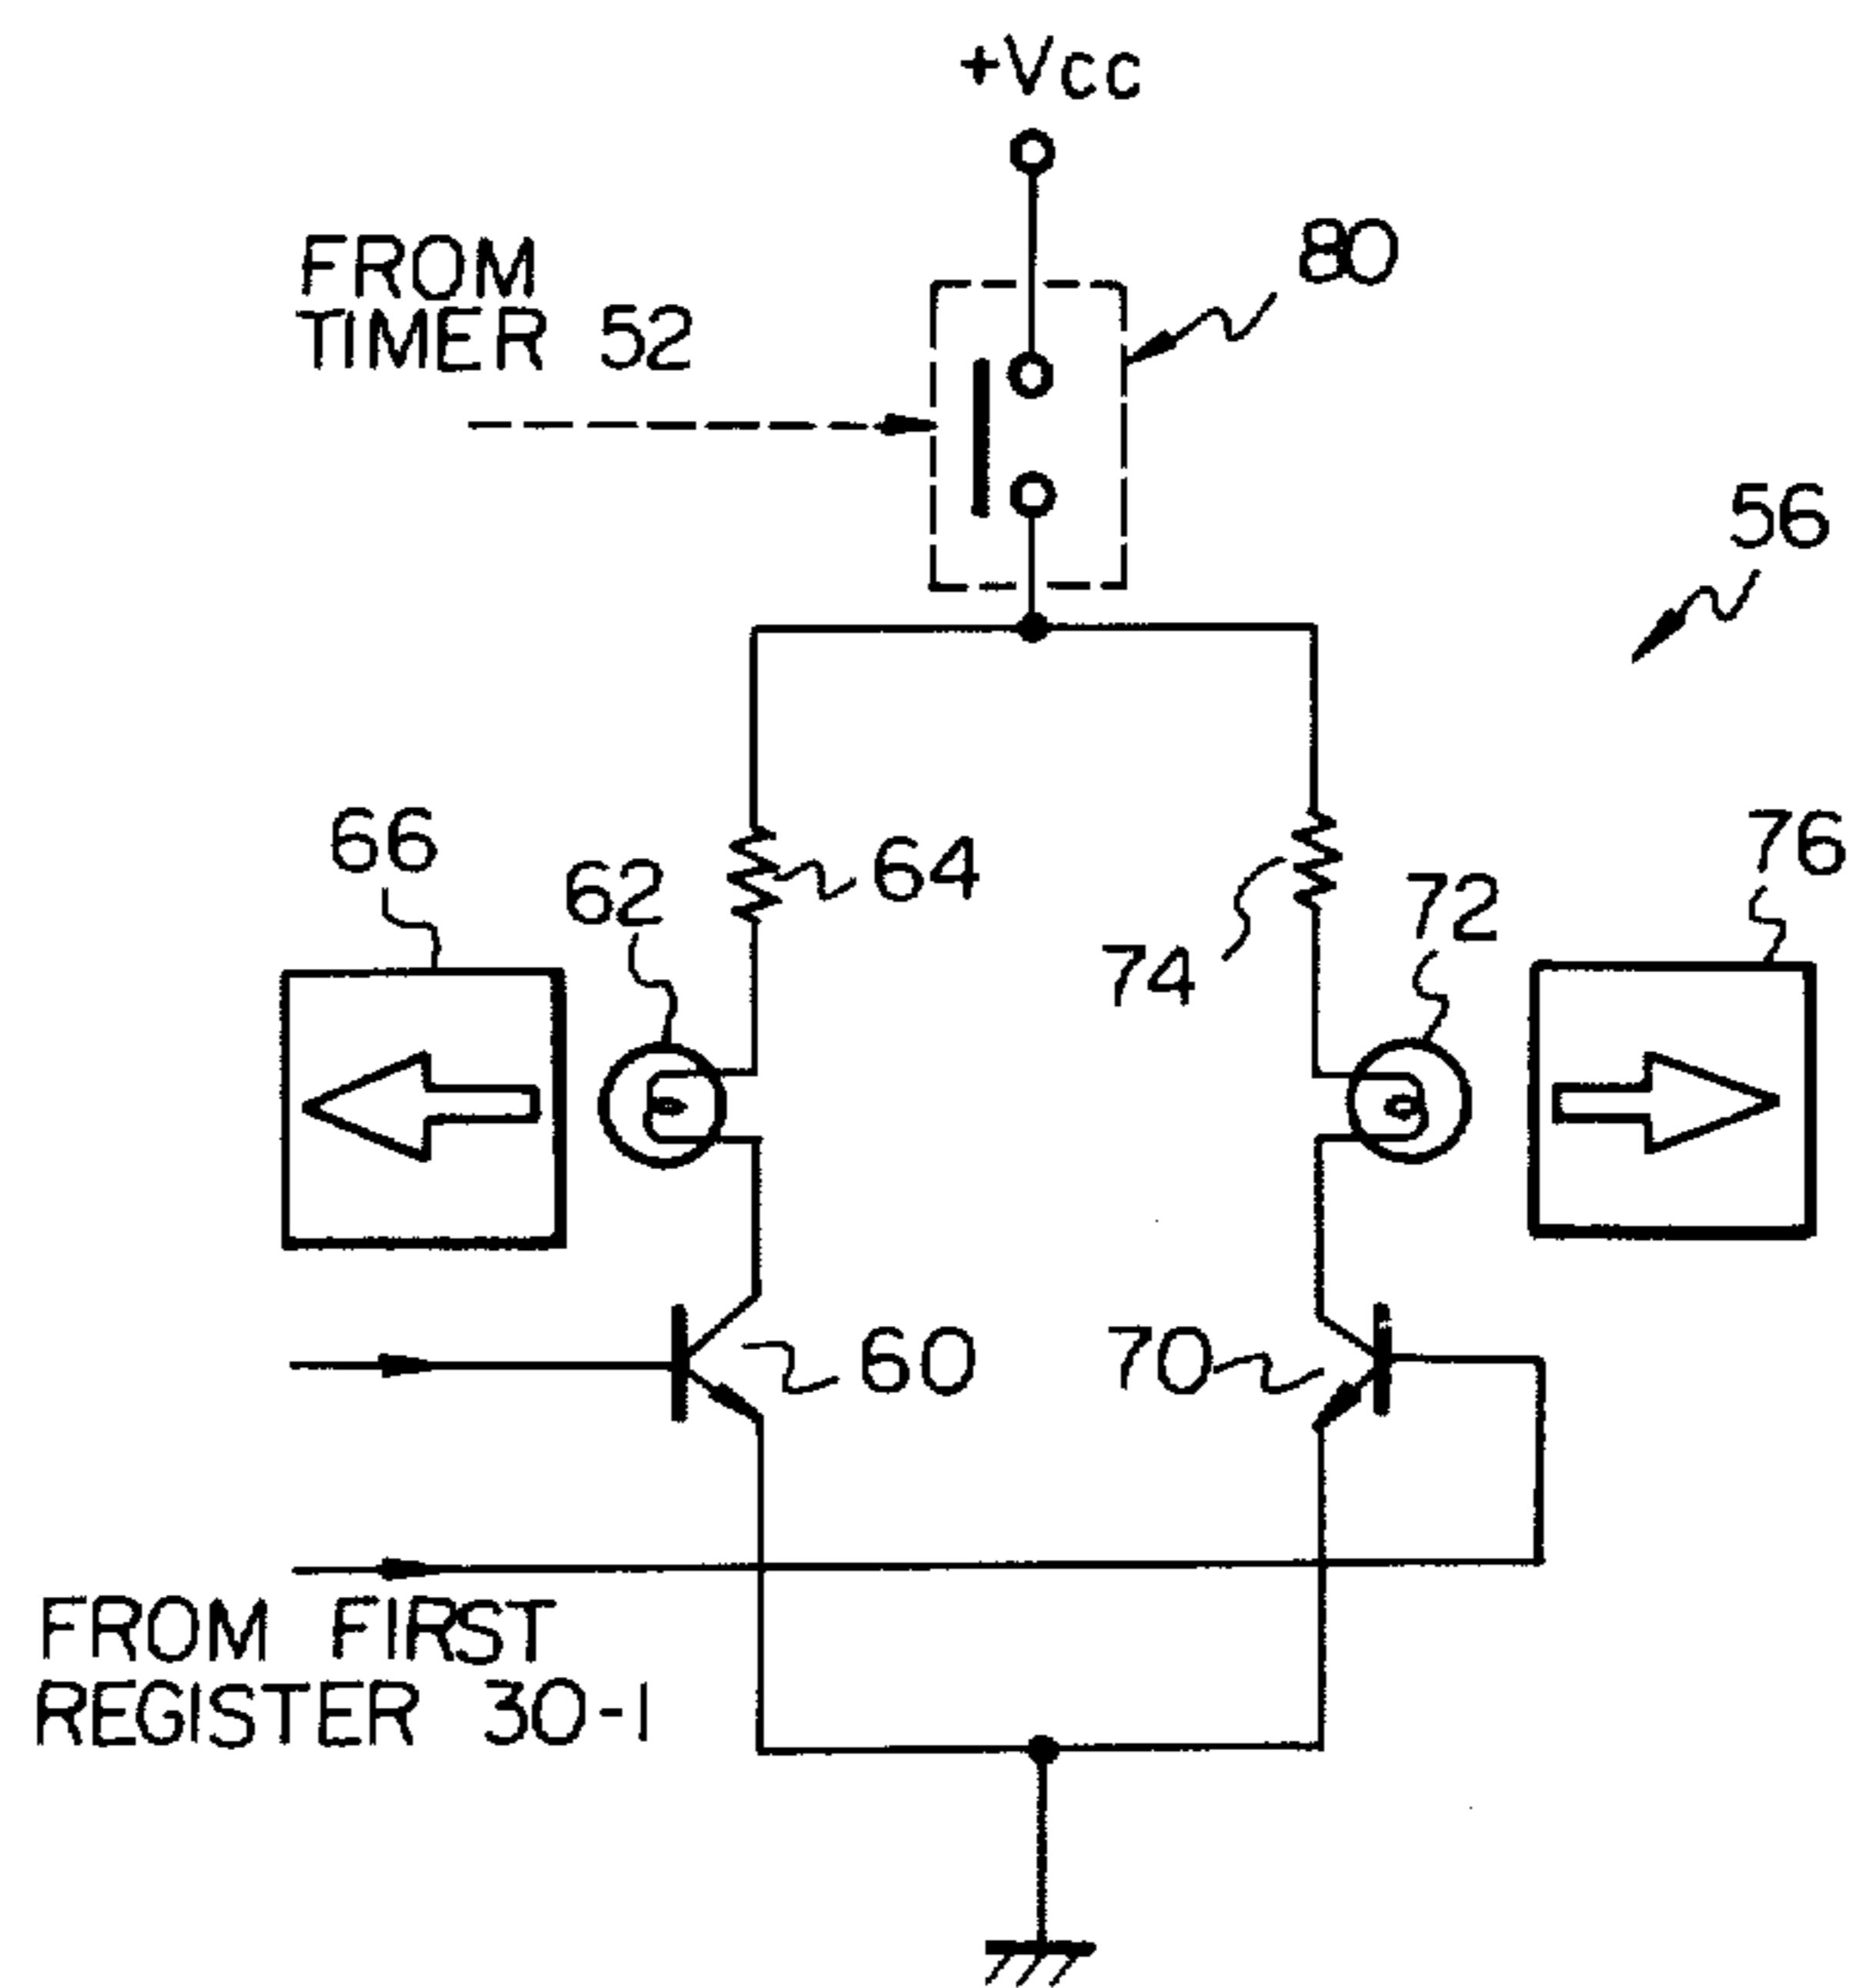 +Vcc
FROM
TIMER 52
80
56
66
62
64
74
72
76
60
70
FROM FIRST
REGISTER 30-1